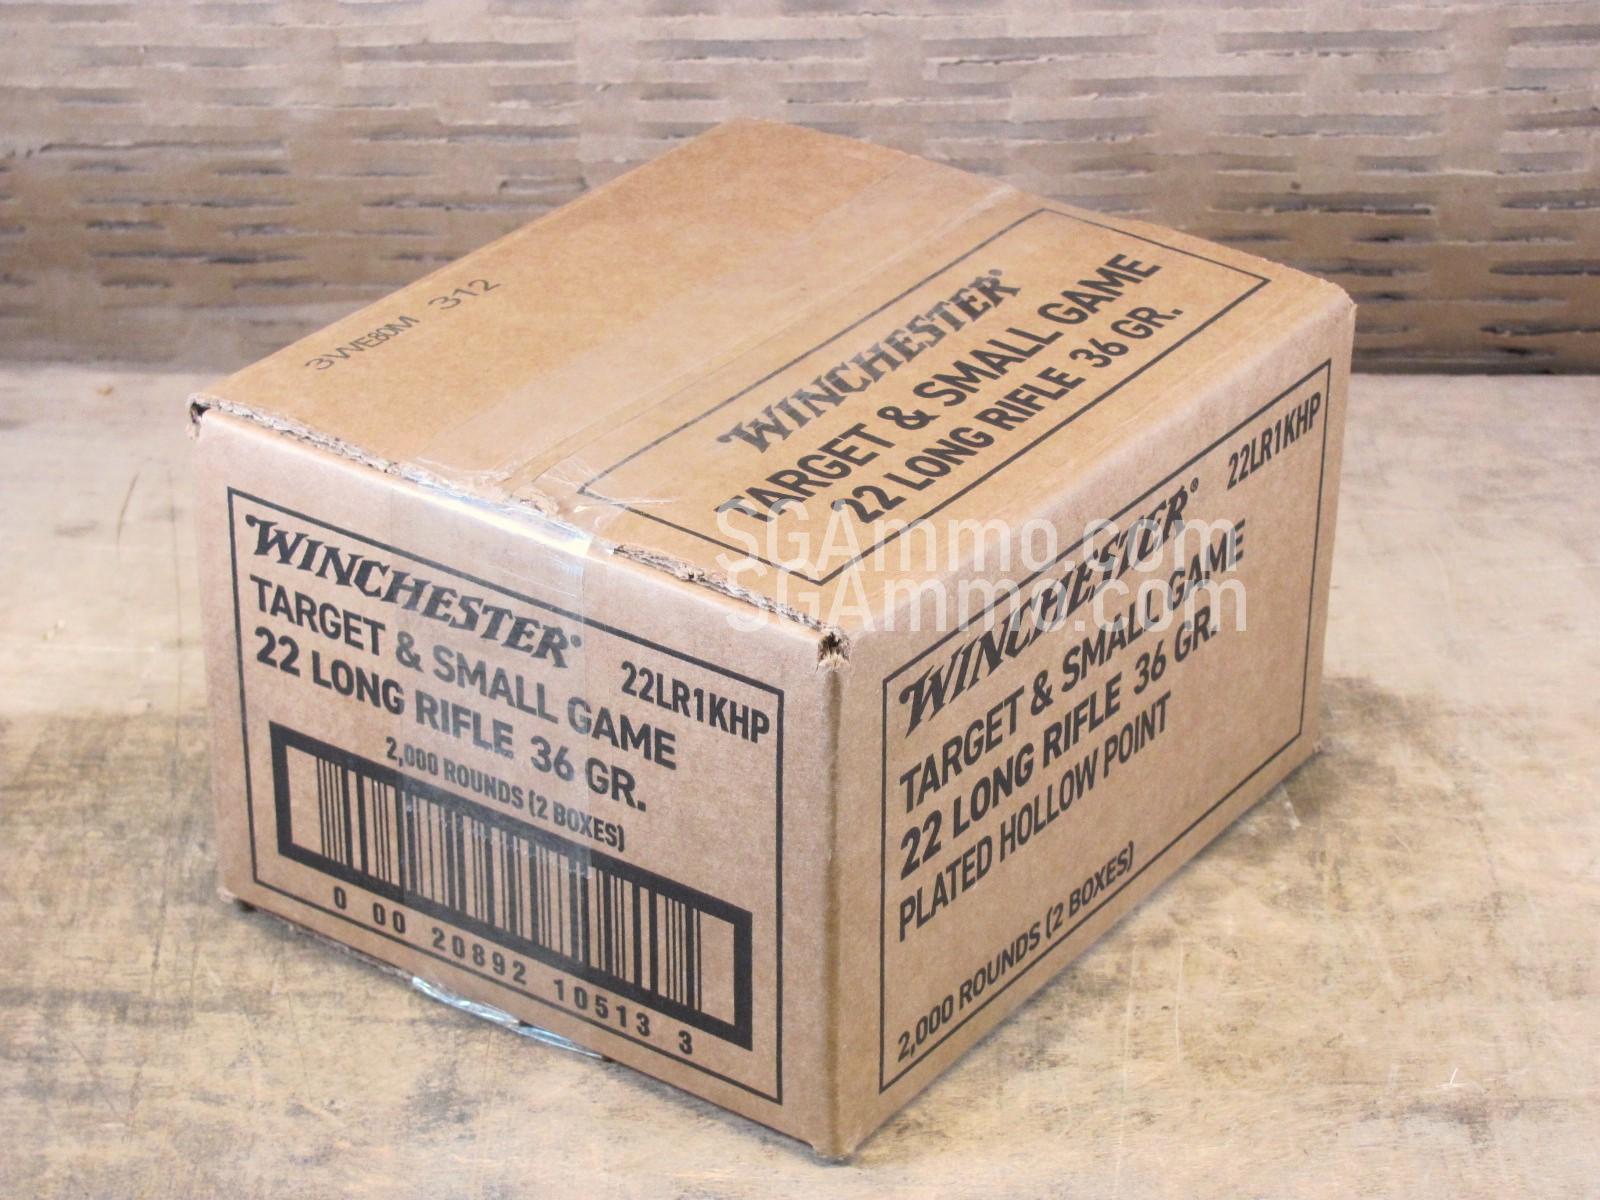 3WE80M 312
WINCHESTER®
TARGET & SMALL GAME
22 LONG RIFLE 36 GR.
WINCHESTER®
22LR1KHP
TARGET & SMALL GAME
22 LONG RIFLE 36 GR.
2,000 ROUNDS (2 BOXES)
0 00 20892 10513 3
WINCHESTER®
22LR1KHP
TARGET & SMALL GAME
22 LONG RIFLE 36 GR.
PLATED HOLLOW POINT
2,000 ROUNDS (2 BOXES)
SGAmmo.com
SGAmmo.com